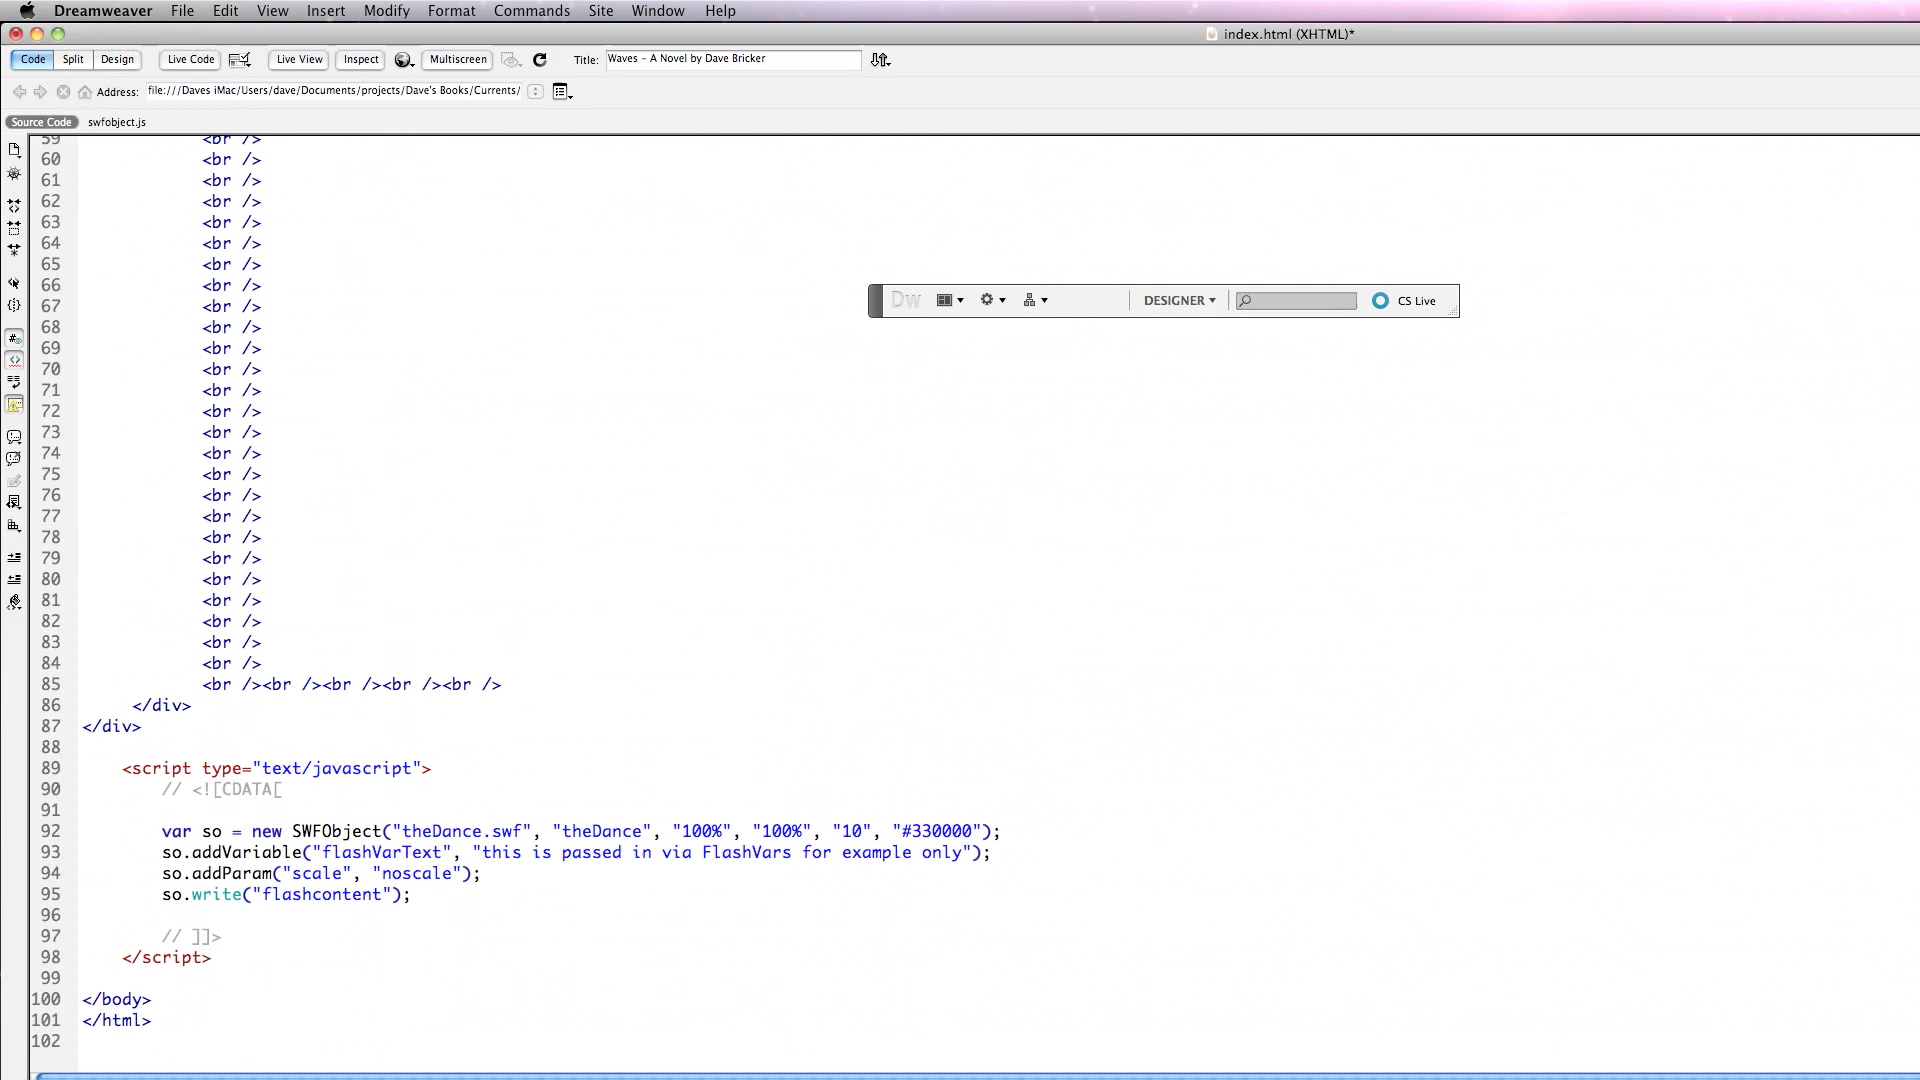 Dreamweaver File Edit View Insert Modify Format Commands Site Window Help
index.html (XHTML)*
Code Split Design Live Code Live View Inspect Multiscreen Title: Waves - A Novel by Dave Bricker
Address: file:///Daves iMac/Users/dave/Documents/projects/Dave's Books/Currents/
Source Code swfobject.js
59 <br />
60 <br />
61 <br />
62 <br />
63 <br />
64 <br />
65 <br />
66 <br />
Dw DESIGNER CS Live
67 <br />
68 <br />
69 <br />
70 <br />
71 <br />
72 <br />
73 <br />
74 <br />
75 <br />
76 <br />
77 <br />
78 <br />
79 <br />
80 <br />
81 <br />
82 <br />
83 <br />
84 <br />
85 <br /><br /><br /><br /><br />
86 </div>
87 </div>
88
89 <script type="text/javascript">
90 // <![CDATA[
91
92 var so = new SWFObject("theDance.swf", "theDance", "100%", "100%", "10", "#330000");
93 so.addVariable("flashVarText", "this is passed in via FlashVars for example only");
94 so.addParam("scale", "noscale");
95 so.write("flashcontent");
96
97 // ]]>
98 </script>
99
100 </body>
101 </html>
102